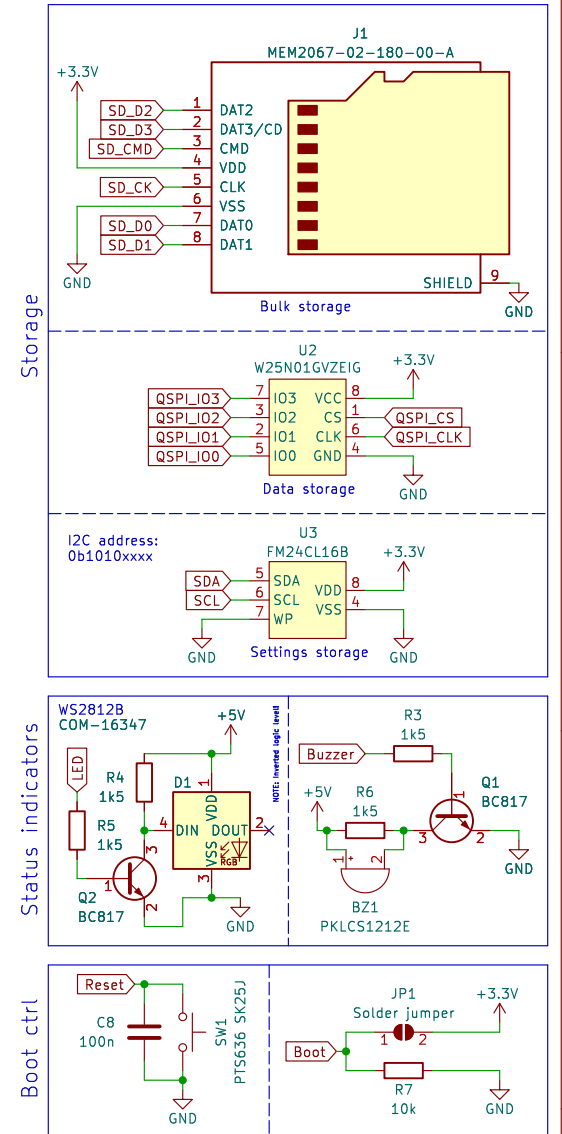 Storage
J1
MEM2067-02-180-00-A
+3.3V
SD_D2 1 DAT2
SD_D3 2 DAT3/CD
SD_CMD 3 CMD
4 VDD
SD_CK 5 CLK
6 VSS
SD_D0 7 DAT0
SD_D1 8 DAT1
GND
SHIELD 9
GND
Bulk storage
U2
W25N01GVZEIG
+3.3V
QSPI_IO3 7 IO3 VCC 8
QSPI_IO2 3 IO2 CS 1 QSPI_CS
QSPI_IO1 2 IO1 CLK 6 QSPI_CLK
QSPI_IO0 5 IO0 GND 4
GND
Data storage
I2C address:
0b1010xxxx
U3
FM24CL16B
+3.3V
SDA 5 SDA
VDD 8
SCL 6 SCL
VSS 4
7 WP
GND
GND
Settings storage
Status indicators
WS2812B
COM-16347
+5V
NOTE: Inverted logic level!
LED
R4
1k5
R5
1k5
D1
1
VDD
4 DIN DOUT 2
VSS
RGB
3
3
1
2
Q2
BC817
GND
R3
1k5
Buzzer
Q1
BC817
1
+5V
R6
1k5
3 2
GND
1 + 2
BZ1
PKLCS1212E
Boot ctrl
Reset
C8
100n
SW1
PTS636 SK25J
GND
JP1
Solder jumper
+3.3V
1 2
Boot
R7
10k
GND